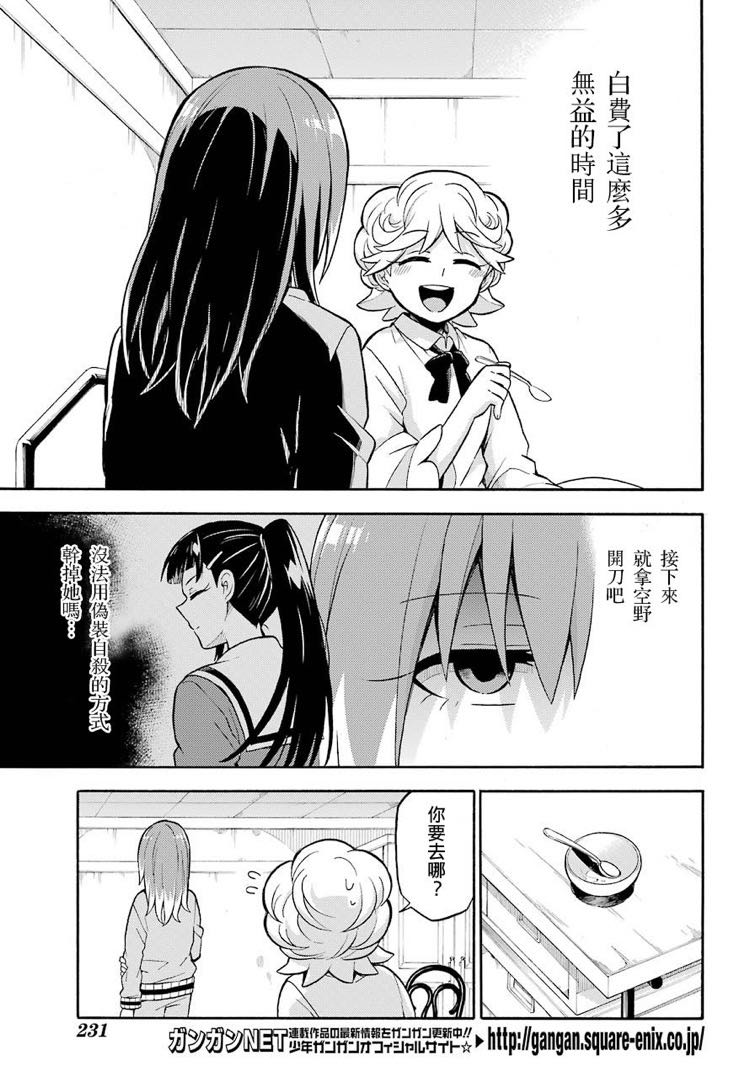 白費了這麼多
無益的時間
接下來
就拿空野
開刀吧
沒法用偽裝自殺的方式
幹掉她嗎…
你要去哪？
231
ガンガンNET 連載作品の最新情報をガンガン更新中!!
少年ガンガンオフィシャルサイト☆
http://gangan.square-enix.co.jp/